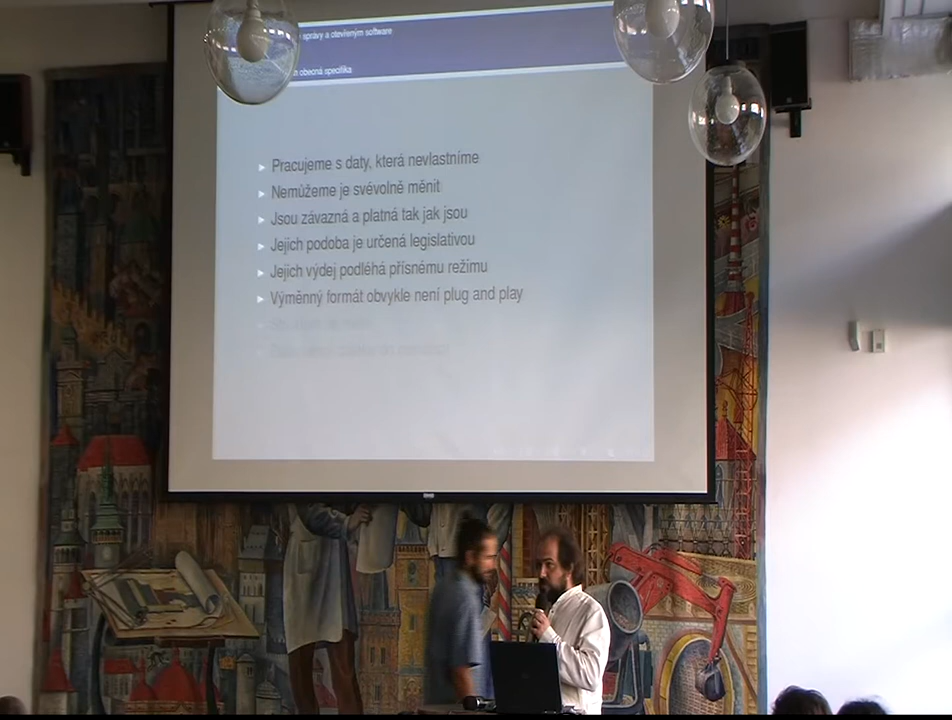 správy a otevřeným software
obecná specifika
Pracujeme s daty, která nevlastníme
Nemůžeme je svévolně měnit
Jsou závazná a platná tak jak jsou
Jejich podoba je určená legislativou
Jejich výdej podléhá přísnému režimu
Výměnný formát obvykle není plug and play